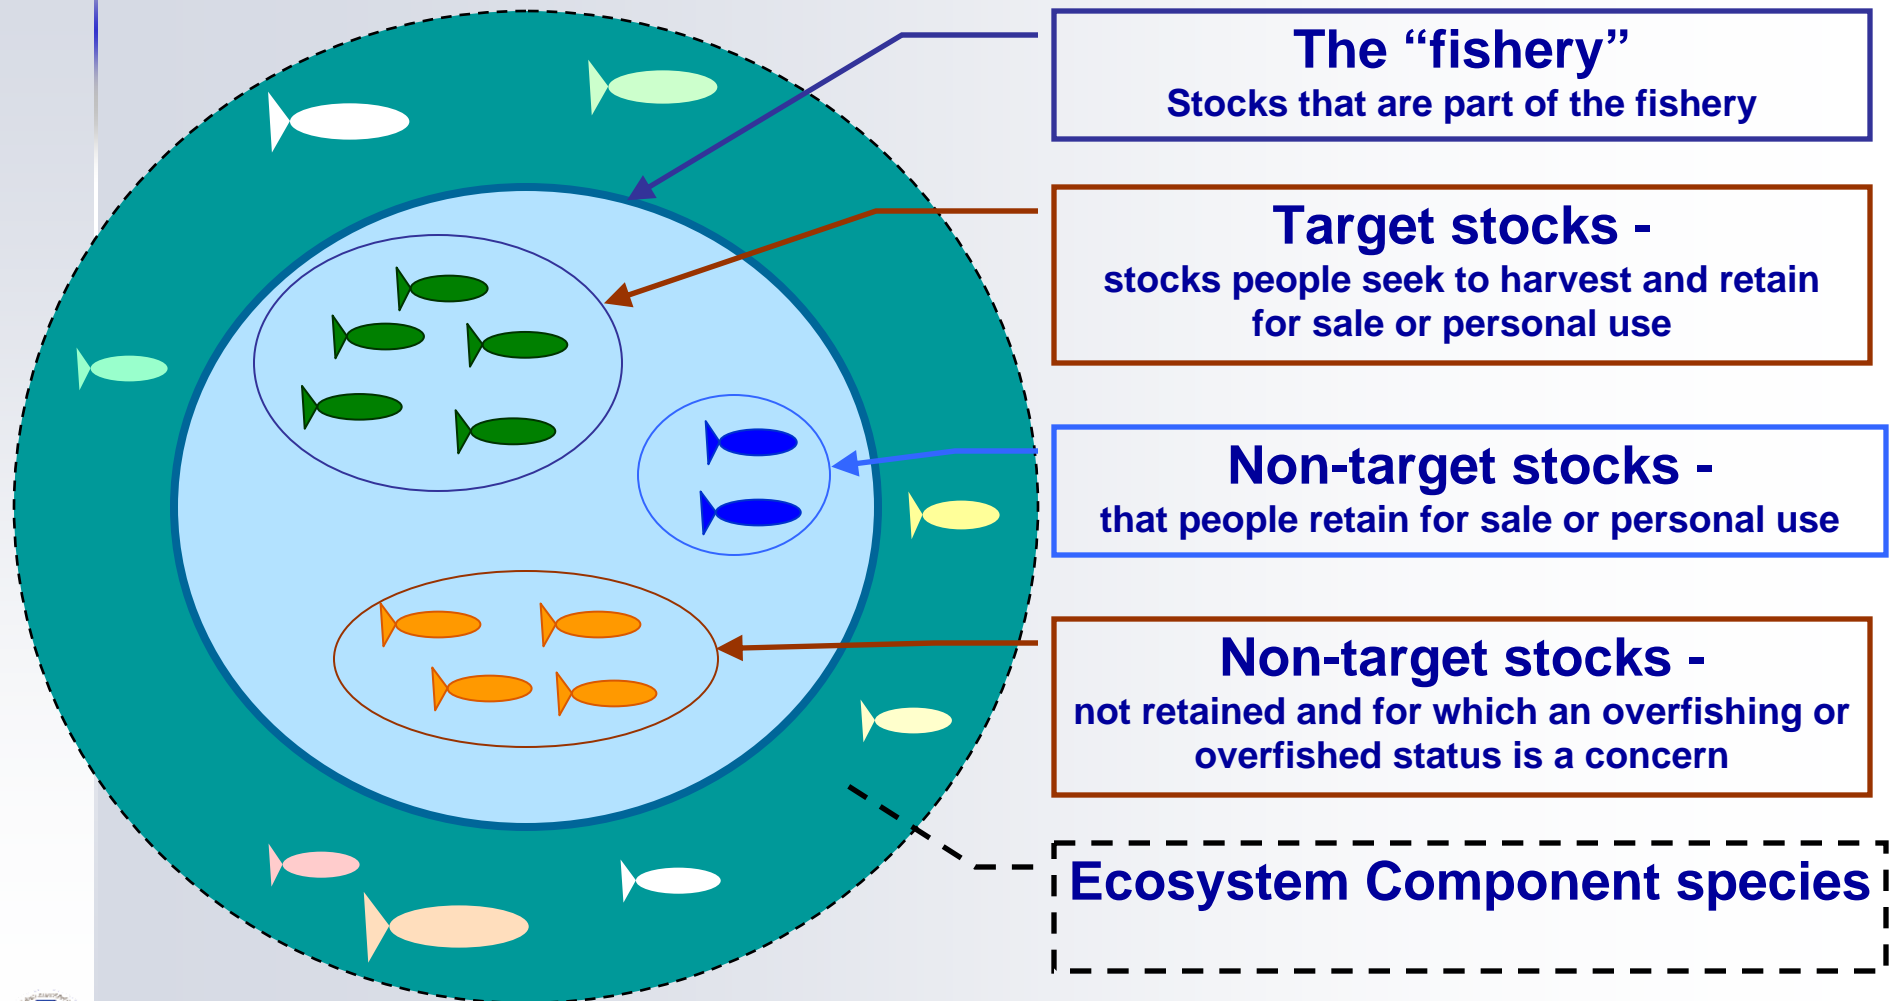 The “fishery”
Stocks that are part of the fishery
Target stocks -
stocks people seek to harvest and retain
for sale or personal use
Non-target stocks -
that people retain for sale or personal use
Non-target stocks -
not retained and for which an overfishing or
overfished status is a concern
Ecosystem Component species